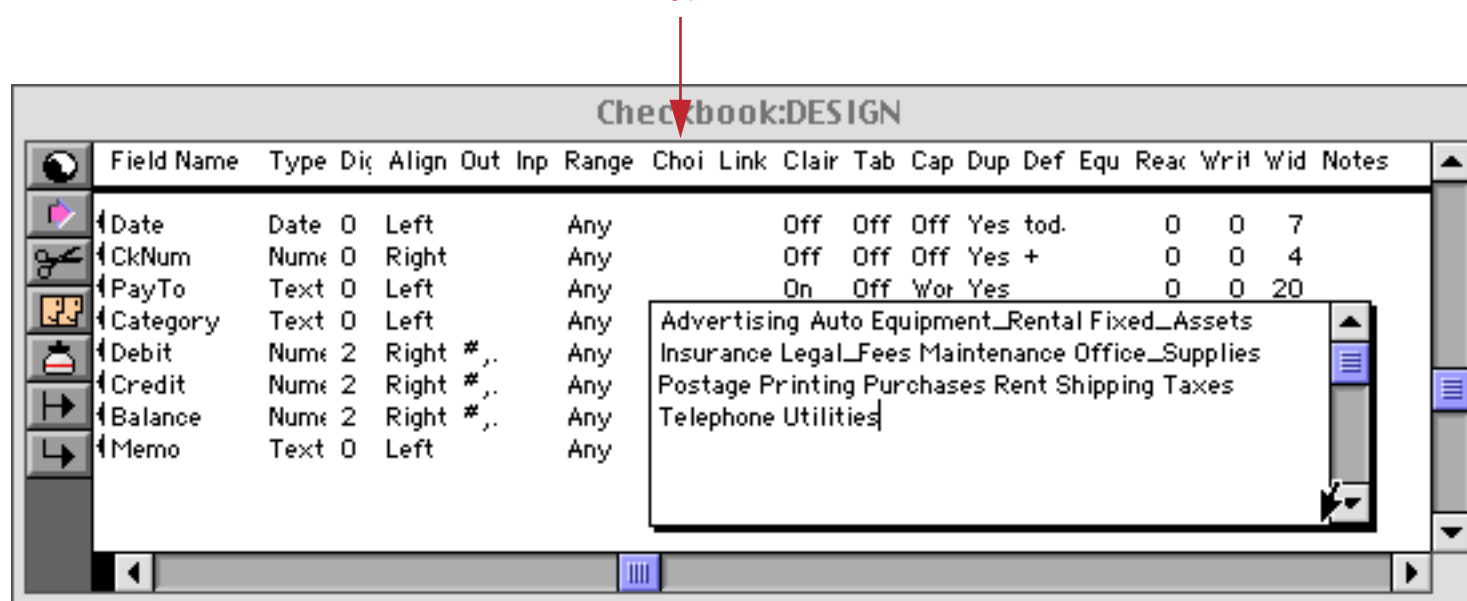 Checkbook:DESIGN
Field Name Type Dig Align Out Inp Range Choi Link Clair Tab Cap Dup Def Equ Read Writ Wid Notes
Date Date 0 Left Any Off Off Off Yes tod. 0 0 7
CkNum Nume 0 Right Any Off Off Off Yes + 0 0 4
PayTo Text 0 Left Any On Off Wor Yes 0 0 20
Category Text 0 Left Any Advertising Auto Equipment_Rental Fixed_Assets
Debit Nume 2 Right #,. Any Insurance Legal_Fees Maintenance Office_Supplies
Credit Nume 2 Right #,. Any Postage Printing Purchases Rent Shipping Taxes
Balance Nume 2 Right #,. Any Telephone Utilities
Memo Text 0 Left Any